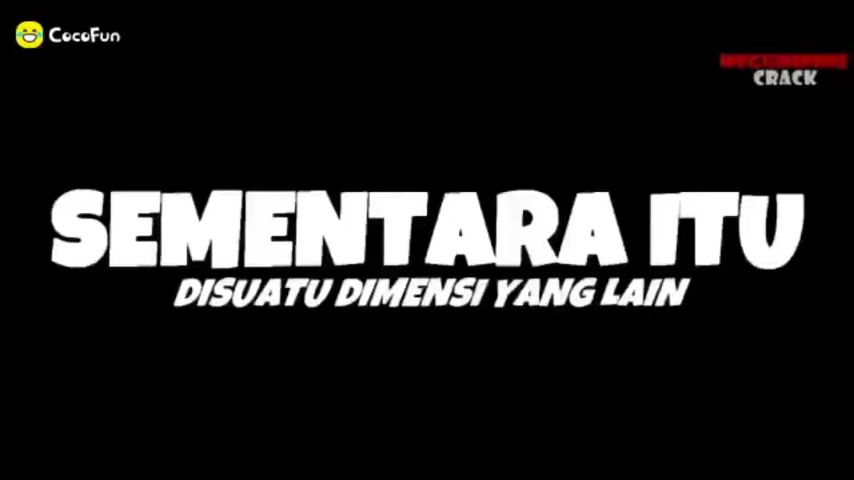 CocoFun
CRACK
SEMENTARA ITU
DISUATU DIMENSI YANG LAIN